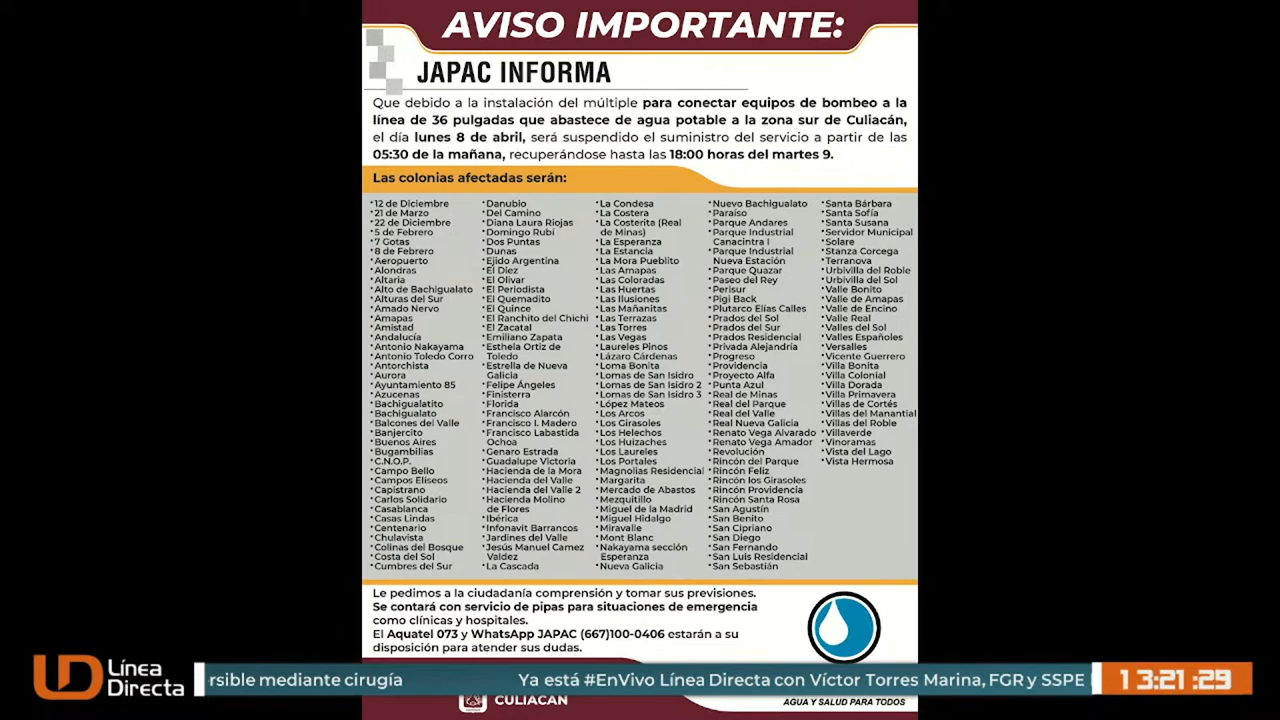 AVISO IMPORTANTE:
JAPAC INFORMA
Que debido a la instalación del múltiple para conectar equipos de bombeo a la
línea de 36 pulgadas que abastece de agua potable a la zona sur de Culiacán,
el día lunes 8 de abril, será suspendido el suministro del servicio a partir de las
05:30 de la mañana, recuperándose hasta las 18:00 horas del martes 9.
Las colonias afectadas serán:
•12 de Diciembre
•21 de Marzo
•22 de Diciembre
•5 de Febrero
•7 Gotas
•8 de Febrero
•Aeropuerto
•Alondras
•Altaria
•Alto de Bachigualato
•Alturas del Sur
•Amado Nervo
•Amapas
•Amistad
•Andalucía
•Antonio Nakayama
•Antonio Toledo Corro
•Antorchista
•Aurora
•Ayuntamiento 85
•Azucenas
•Bachigualatito
•Bachigualato
•Balcones del Valle
•Banjercito
•Buenos Aires
•Bugambilias
•C.N.O.P.
•Campo Bello
•Campos Elíseos
•Capistrano
•Carlos Solidario
•Casablanca
•Casas Lindas
•Centenario
•Chulavista
•Colinas del Bosque
•Costa del Sol
•Cumbres del Sur
•Danubio
•Del Camino
•Diana Laura Riojas
•Domingo Rubí
•Dos Puntas
•Dunas
•Ejido Argentina
•El Diez
•El Olivar
•El Periodista
•El Quemadito
•El Quince
•El Ranchito del Chichi
•El Zacatal
•Emiliano Zapata
•Esthela Ortiz de
Toledo
•Estrella de Nueva
Galicia
•Felipe Ángeles
•Finisterra
•Florida
•Francisco Alarcón
•Francisco I. Madero
•Francisco Labastida
Ochoa
•Genaro Estrada
•Guadalupe Victoria
•Hacienda de la Mora
•Hacienda del Valle
•Hacienda del Valle 2
•Hacienda Molino
de Flores
•Ibérica
•Infonavit Barrancos
•Jardines del Valle
•Jesús Manuel Camez
Valdez
•La Cascada
•La Condesa
•La Costera
•La Costerita (Real
de Minas)
•La Esperanza
•La Estancia
•La Mora Pueblito
•Las Amapas
•Las Coloradas
•Las Huertas
•Las Ilusiones
•Las Mañanitas
•Las Terrazas
•Las Torres
•Las Vegas
•Laureles Pinos
•Lázaro Cárdenas
•Loma Bonita
•Lomas de San Isidro
•Lomas de San Isidro 2
•Lomas de San Isidro 3
•López Mateos
•Los Arcos
•Los Girasoles
•Los Helechos
•Los Huizaches
•Los Laureles
•Los Portales
•Magnolias Residencial
•Margarita
•Mercado de Abastos
•Mezquitillo
•Miguel de la Madrid
•Miguel Hidalgo
•Miravalle
•Mont Blanc
•Nakayama sección
Esperanza
•Nueva Galicia
•Nuevo Bachigualato
•Paraíso
•Parque Andares
•Parque Industrial
Canacintra I
•Parque Industrial
Nueva Estación
•Parque Quazar
•Paseo del Rey
•Perisur
•Pigi Back
•Plutarco Elías Calles
•Prados del Sol
•Prados del Sur
•Prados Residencial
•Privada Alejandría
•Progreso
•Providencia
•Proyecto Alfa
•Punta Azul
•Real de Minas
•Real del Parque
•Real del Valle
•Real Nueva Galicia
•Renato Vega Alvarado
•Renato Vega Amador
•Revolución
•Rincón del Parque
•Rincón Feliz
•Rincón los Girasoles
•Rincón Providencia
•Rincón Santa Rosa
•San Agustín
•San Benito
•San Cipriano
•San Diego
•San Fernando
•San Luis Residencial
•San Sebastián
•Santa Bárbara
•Santa Sofía
•Santa Susana
•Servidor Municipal
•Solare
•Stanza Corcega
•Terranova
•Urbivilla del Roble
•Urbivilla del Sol
•Valle Bonito
•Valle de Amapas
•Valle de Encino
•Valle Real
•Valles del Sol
•Valles Españoles
•Versalles
•Vicente Guerrero
•Villa Bonita
•Villa Colonial
•Villa Dorada
•Villa Primavera
•Villas de Cortés
•Villas del Manantial
•Villas del Roble
•Villaverde
•Vinoramas
•Vista del Lago
•Vista Hermosa
Le pedimos a la ciudadanía comprensión y tomar sus previsiones.
Se contará con servicio de pipas para situaciones de emergencia
como clínicas y hospitales.
El Aquatel 073 y WhatsApp JAPAC (667)100-0406 estarán a su
disposición para atender sus dudas.
UD Línea
Directa
rsible mediante cirugía
Ya está #EnVivo Línea Directa con Víctor Torres Marina, FGR y SSPE
13:21:29
CULIACÁN
AGUA Y SALUD PARA TODOS